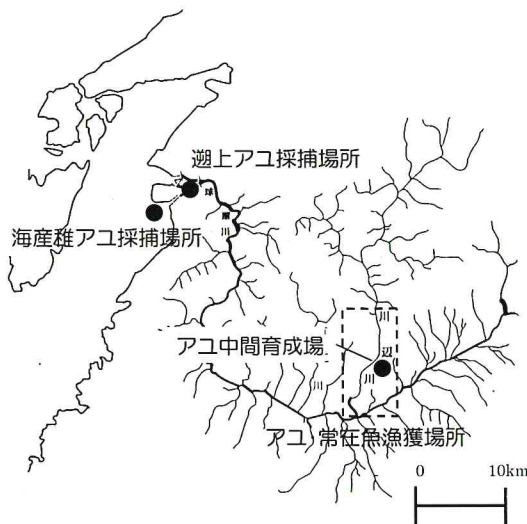 遡上アユ採捕場所
球
磨
川
海産雄アユ採捕場所
川
アユ中間育成場
辺
川
川
アユ 常在魚漁獲場所
0 10km